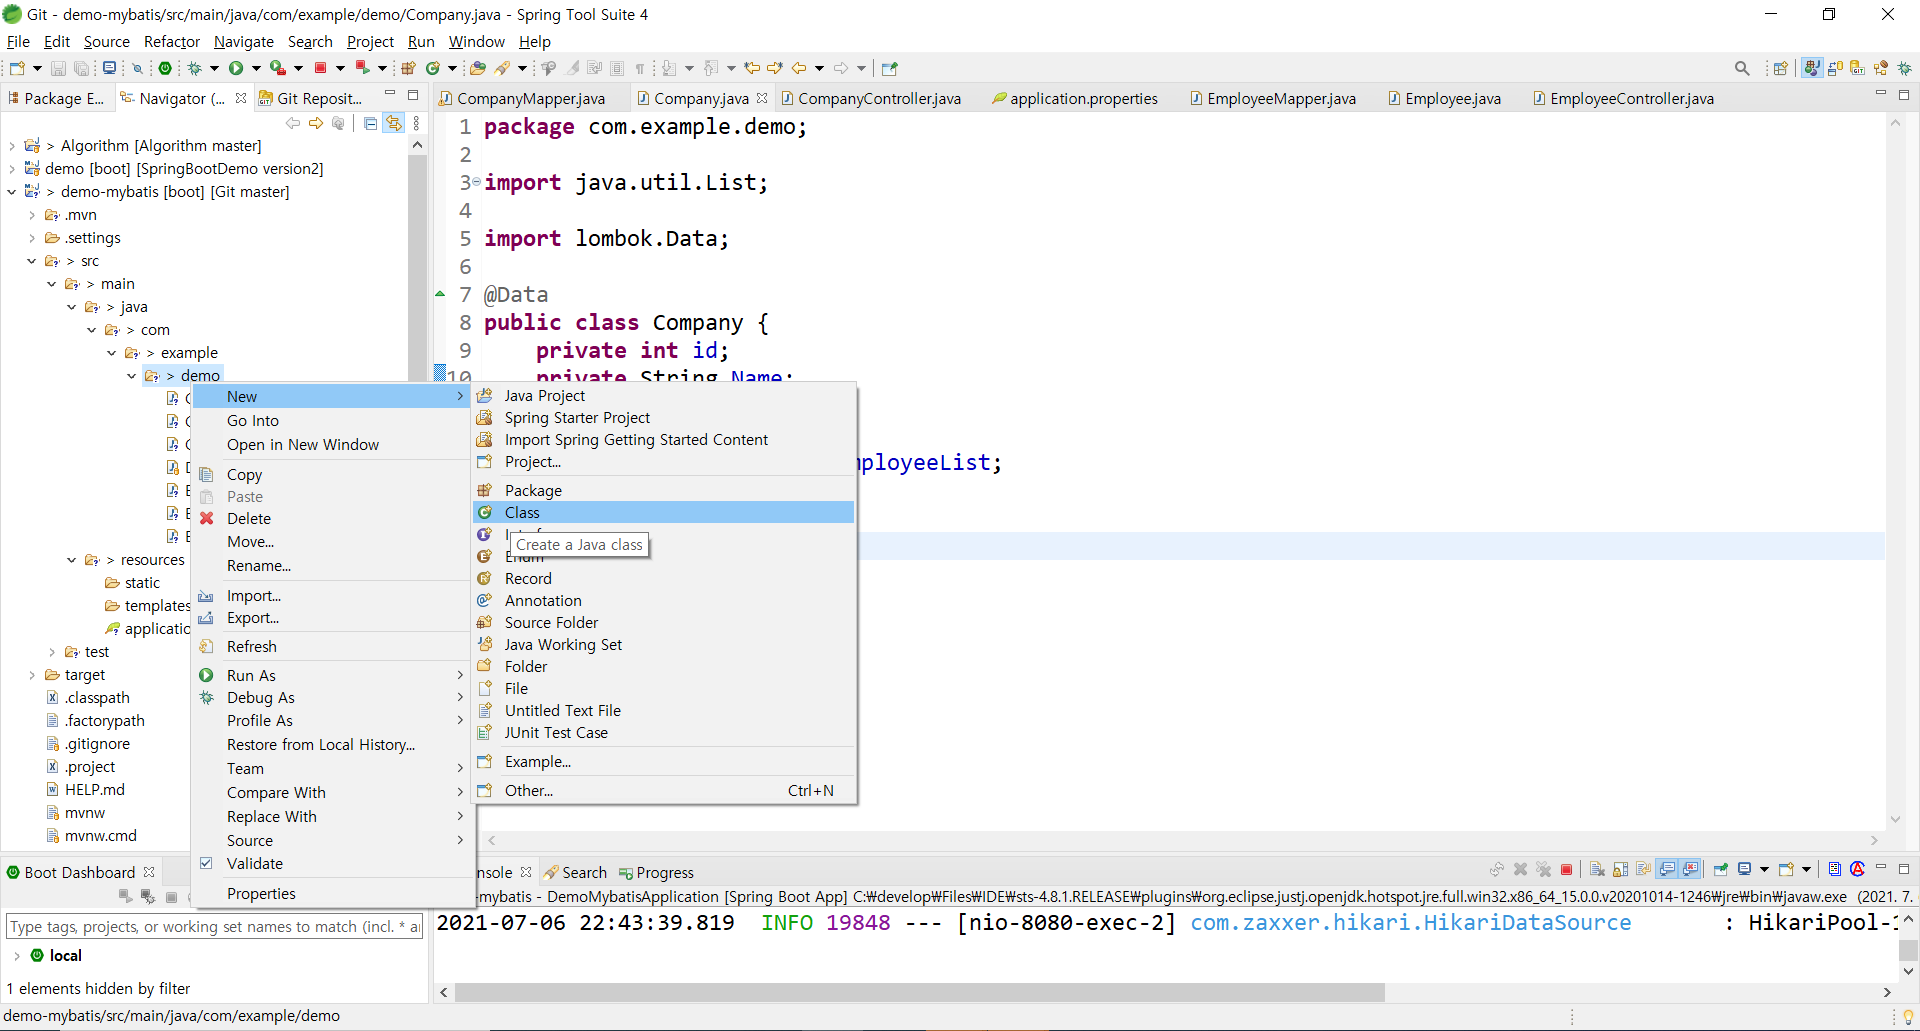 Git - demo-mybatis/src/main/java/com/example/demo/Company.java - Spring Tool Suite 4
File Edit Source Refactor Navigate Search Project Run Window Help
Package E... Navigator (... Git Reposit...
CompanyMapper.java Company.java CompanyController.java application.properties EmployeeMapper.java Employee.java EmployeeController.java
> Algorithm [Algorithm master]
demo [boot] [SpringBootDemo version2]
> demo-mybatis [boot] [Git master]
.mvn
.settings
> src
> main
> java
> com
> example
> demo
> resources
static
templates
applicatio
test
target
.classpath
.factorypath
.gitignore
.project
HELP.md
mvnw
mvnw.cmd
1 package com.example.demo;
2
3 import java.util.List;
4
5 import lombok.Data;
6
7 @Data
8 public class Company {
9 private int id;
10 private String Name;
mployeeList;
New
Go Into
Open in New Window
Copy
Paste
Delete
Move...
Rename...
Import...
Export...
Refresh
Run As
Debug As
Profile As
Restore from Local History...
Team
Compare With
Replace With
Source
Validate
Properties
Java Project
Spring Starter Project
Import Spring Getting Started Content
Project...
Package
Class
Create a Java class
Enum
Record
Annotation
Source Folder
Java Working Set
Folder
File
Untitled Text File
JUnit Test Case
Example...
Other... Ctrl+N
Boot Dashboard
Type tags, projects, or working set names to match (incl. * a
local
1 elements hidden by filter
nsole Search Progress
-mybatis - DemoMybatisApplication [Spring Boot App] C:₩develop₩Files₩IDE₩sts-4.8.1.RELEASE₩plugins₩org.eclipse.justj.openjdk.hotspot.jre.full.win32.x86_64_15.0.0.v20201014-1246₩jre₩bin₩javaw.exe (2021. 7.
2021-07-06 22:43:39.819 INFO 19848 --- [nio-8080-exec-2] com.zaxxer.hikari.HikariDataSource : HikariPool-1
demo-mybatis/src/main/java/com/example/demo